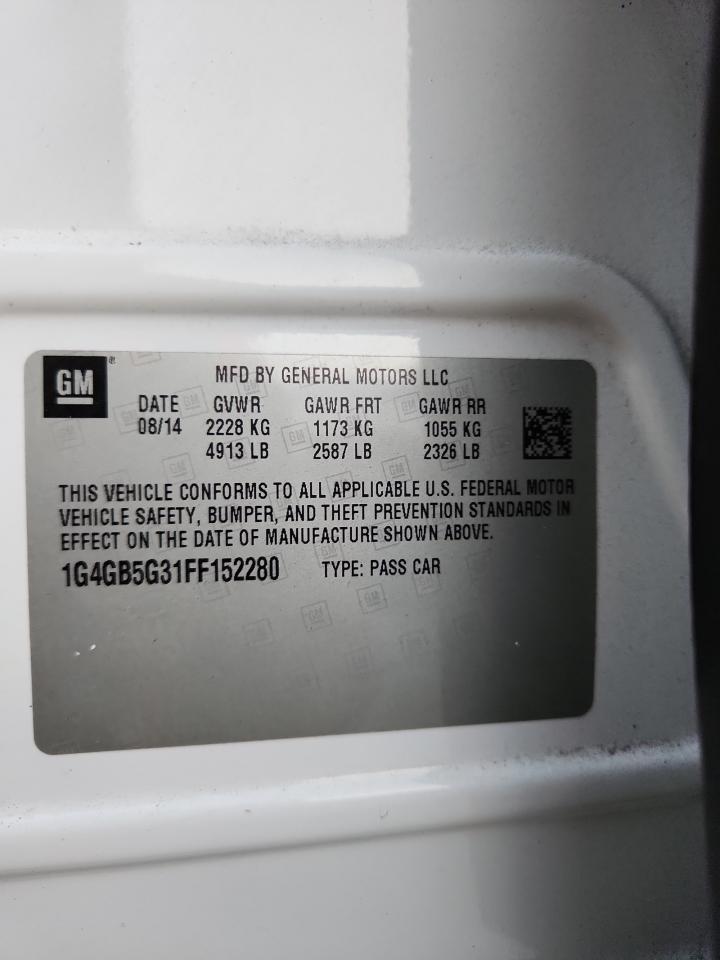 GM
MFD BY GENERAL MOTORS LLC
DATE GVWR GAWR FRT GAWR RR
08/14 2228 KG 1173 KG 1055 KG
4913 LB 2587 LB 2326 LB
THIS VEHICLE CONFORMS TO ALL APPLICABLE U.S. FEDERAL MOTOR
VEHICLE SAFETY, BUMPER, AND THEFT PREVENTION STANDARDS IN
EFFECT ON THE DATE OF MANUFACTURE SHOWN ABOVE.
1G4GB5G31FF152280 TYPE: PASS CAR